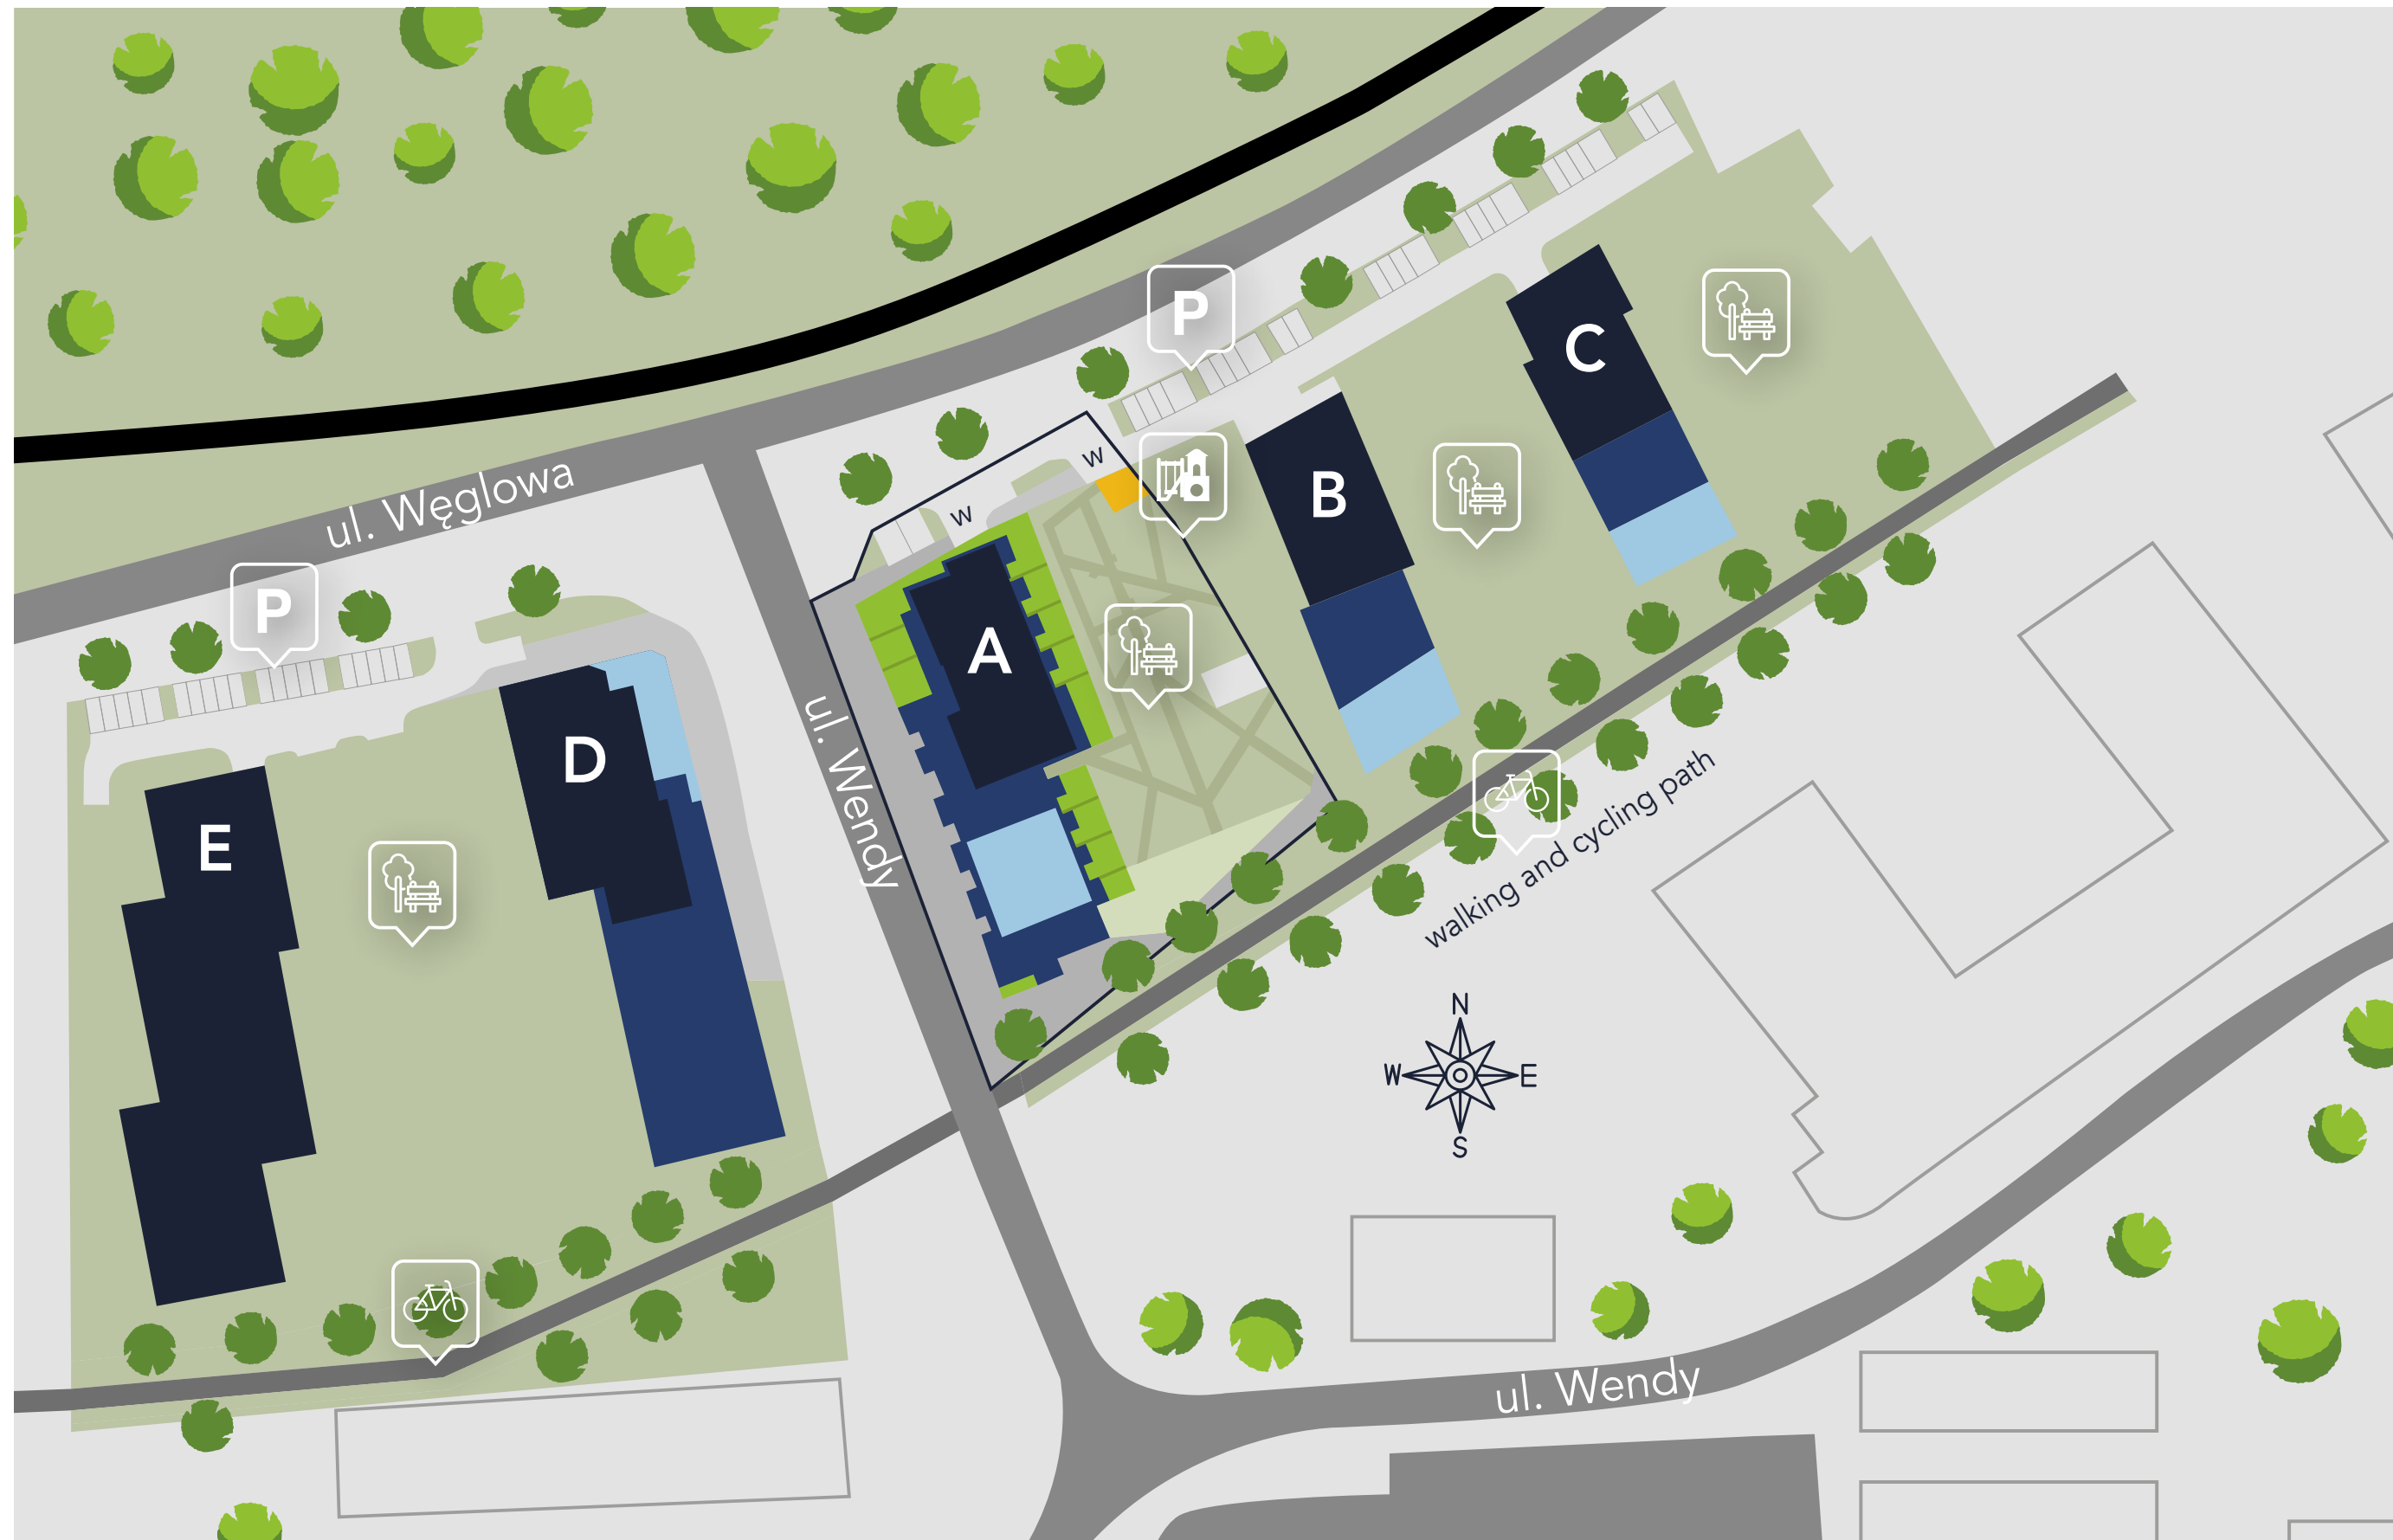 P
C
w
B
w
ul. Węglowa
P
A
ul. Wendy
D
E
walking and cycling path
N
W
E
S
ul. Wendy